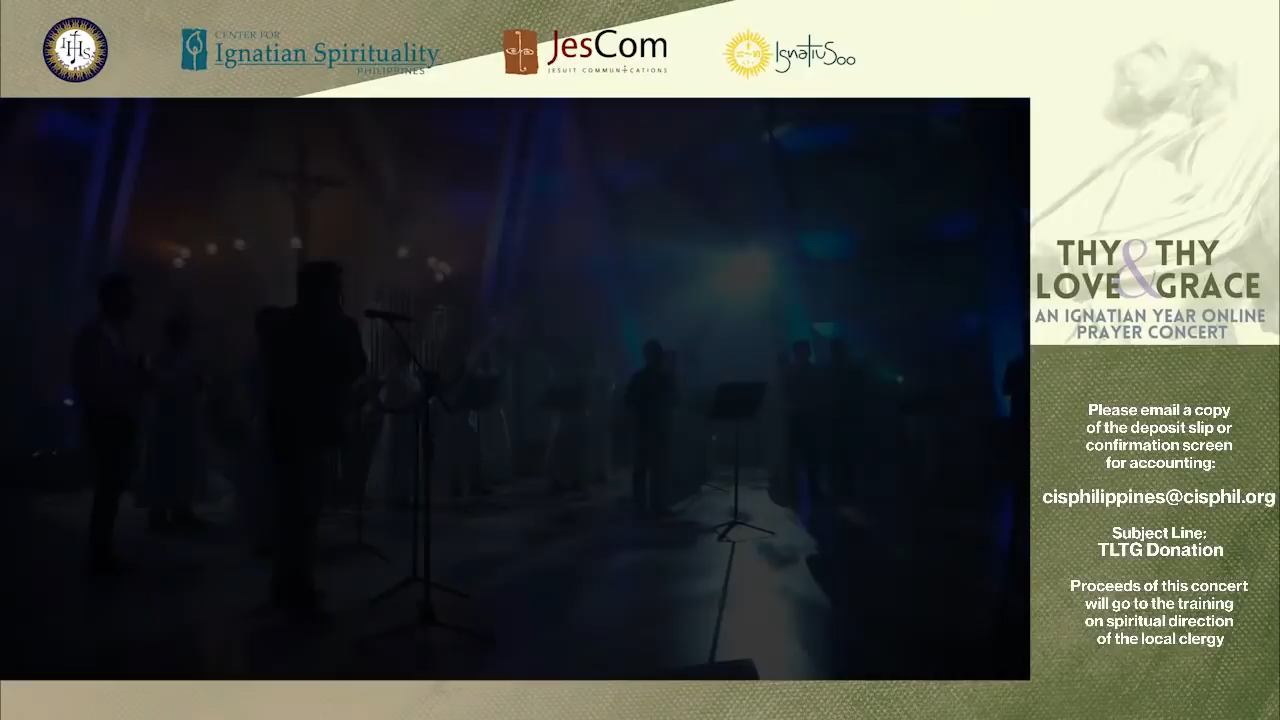 IHS
CENTER FOR
Ignatian Spirituality
PHILIPPINES
JesCom
JESUIT COMMUNICATIONS
IgnatiuS500
THY & THY
LOVE GRACE
AN IGNATIAN YEAR ONLINE
PRAYER CONCERT
Please email a copy
of the deposit slip or
confirmation screen
for accounting:
cisphilippines@cisphil.org
Subject Line:
TLTG Donation
Proceeds of this concert
will go to the training
on spiritual direction
of the local clergy